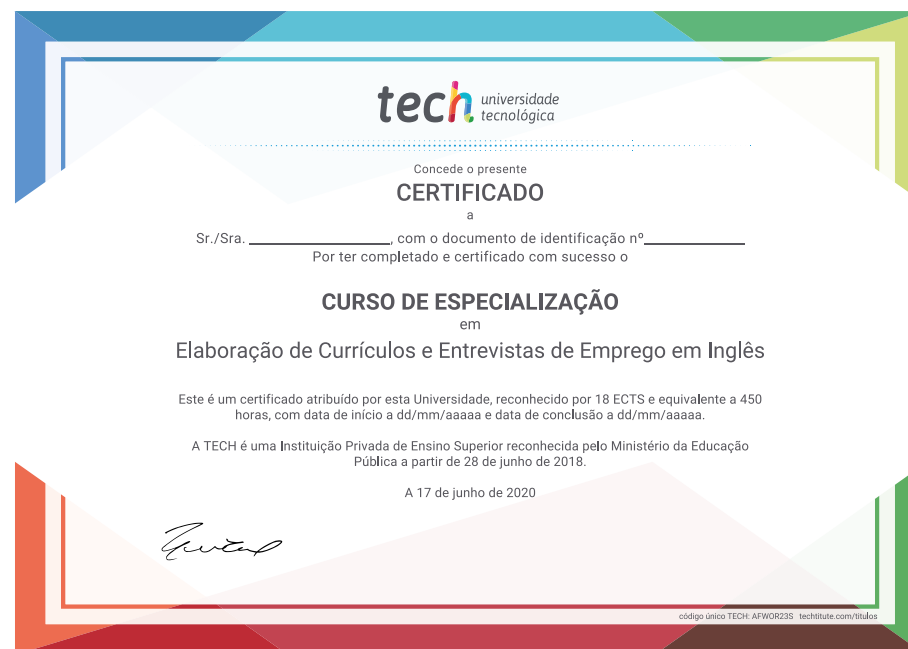 tech universidade
tecnológica
Concede o presente
CERTIFICADO
a
Sr./Sra. ____________________, com o documento de identificação nº______________
Por ter completado e certificado com sucesso o
CURSO DE ESPECIALIZAÇÃO
em
Elaboração de Currículos e Entrevistas de Emprego em Inglês
Este é um certificado atribuído por esta Universidade, reconhecido por 18 ECTS e equivalente a 450
horas, com data de início a dd/mm/aaaaa e data de conclusão a dd/mm/aaaaa.
A TECH é uma Instituição Privada de Ensino Superior reconhecida pelo Ministério da Educação
Pública a partir de 28 de junho de 2018.
A 17 de junho de 2020
código único TECH: AFWOR23S techtitute.com/titulos